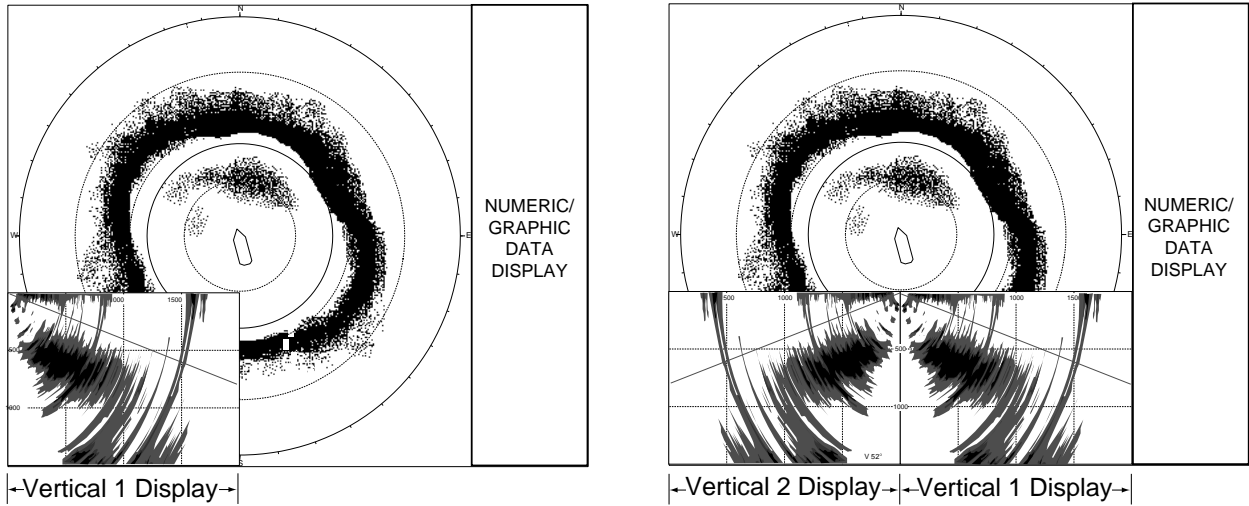 N
W
E
1000
1500
500
NUMERIC/
GRAPHIC
DATA
DISPLAY
Vertical 1 Display
N
W
E
500
1000
1000
1500
500
1000
V 52°
NUMERIC/
GRAPHIC
DATA
DISPLAY
Vertical 2 Display
Vertical 1 Display